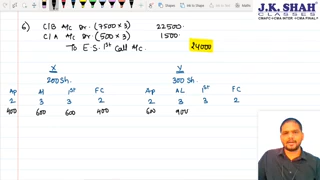 J.K. SHAH
CLASSES
6) C/B A/c Dr. (7500 x 3) 22500.
C/A A/c Dr (500 x 3) 1500.
To E.S. 1st Call A/c.
24000
X Y
200 Sh. 300 Sh.
Ap Al 1st FC Ap AL 1st FC
2 3 3 2 2 3 3 2
400 600 600 400 600 900